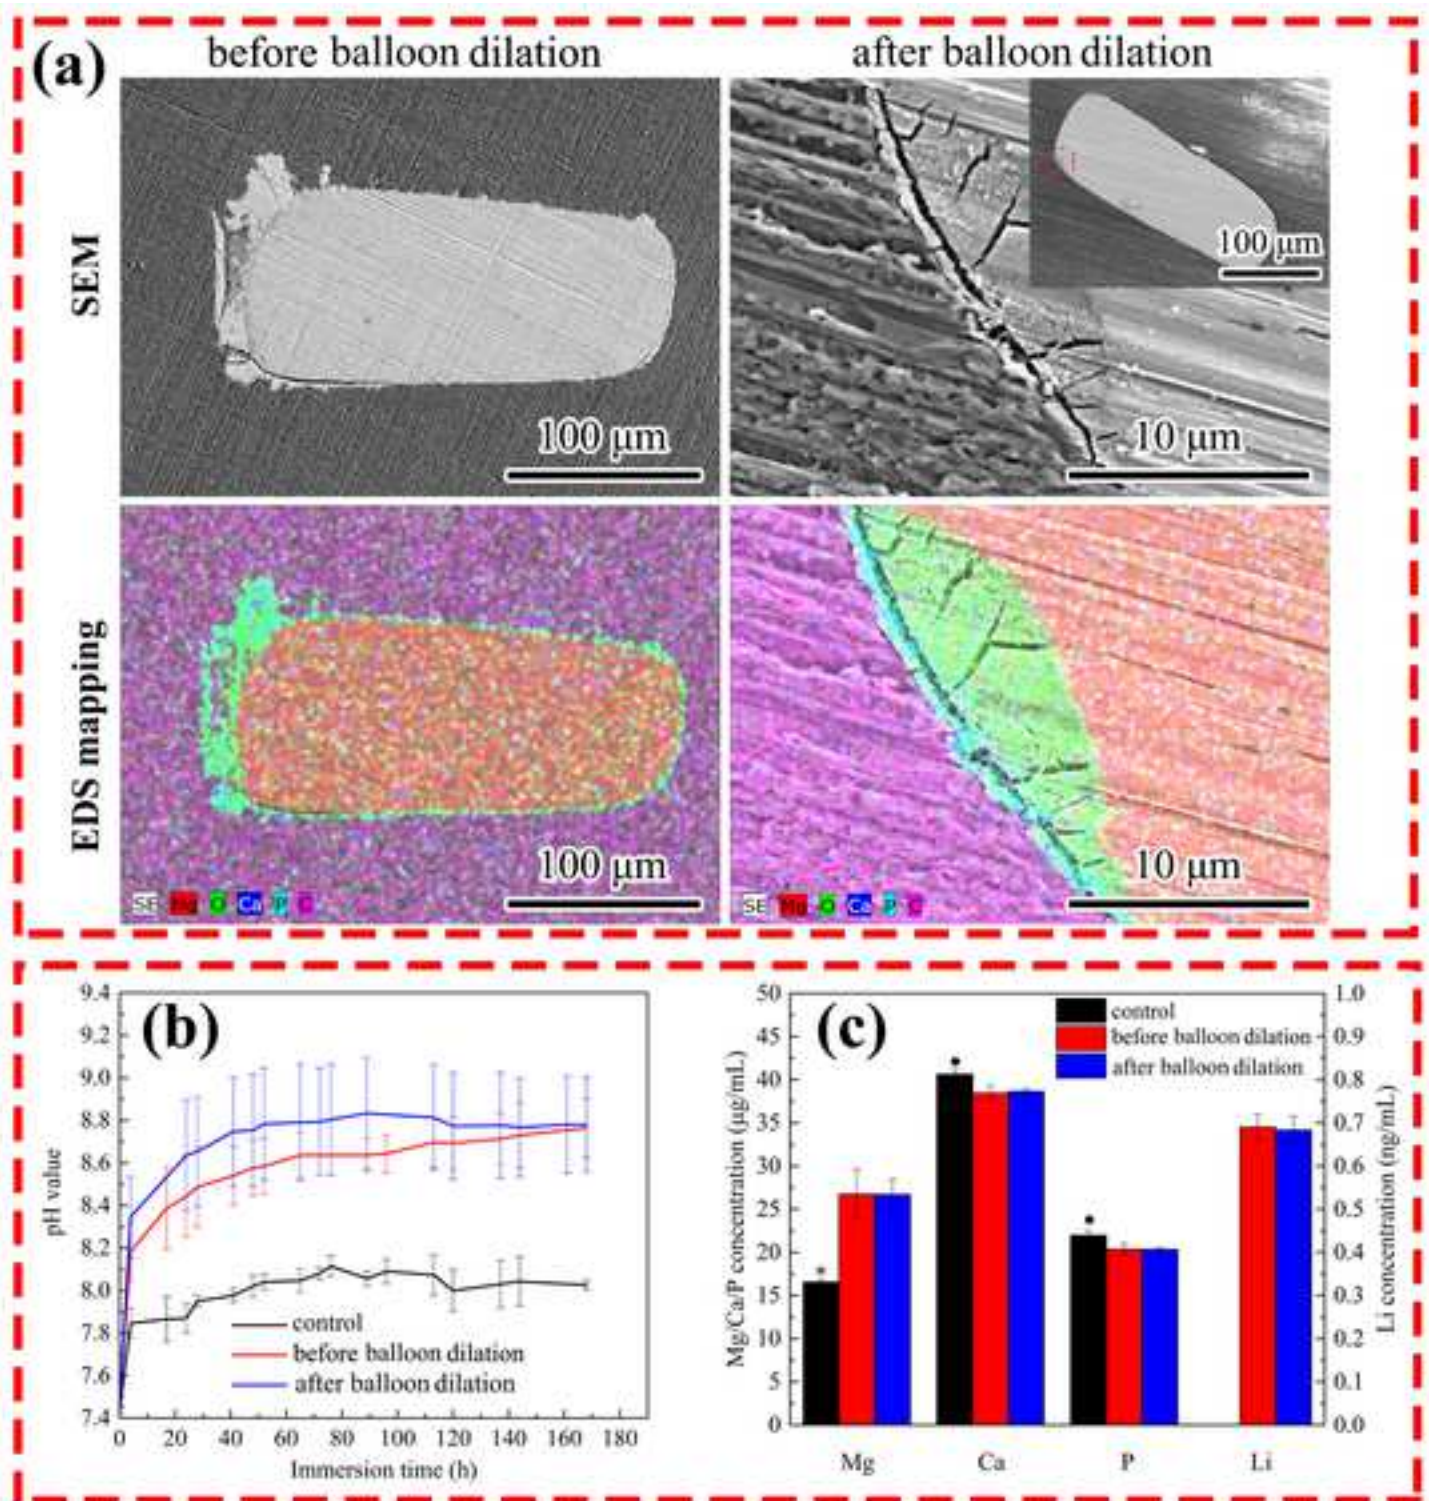 (a)
before balloon dilation
after balloon dilation
SEM
100 μm
100 μm
10 μm
EDS mapping
100 μm
SE Mg O Ca P C
10 μm
SE Mg O Ca P C
(b)
9.4
9.2
9.0
8.8
8.6
8.4
8.2
8.0
7.8
7.6
7.4
pH value
control
before balloon dilation
after balloon dilation
0 20 40 60 80 100 120 140 160 180
Immersion time (h)
(c)
50
45
40
35
30
25
20
15
10
5
0
Mg/Ca/P concentration (μg/mL)
control
before balloon dilation
after balloon dilation
*
*
*
1.0
0.9
0.8
0.7
0.6
0.5
0.4
0.3
0.2
0.1
0.0
Li concentration (ng/mL)
Mg Ca P Li